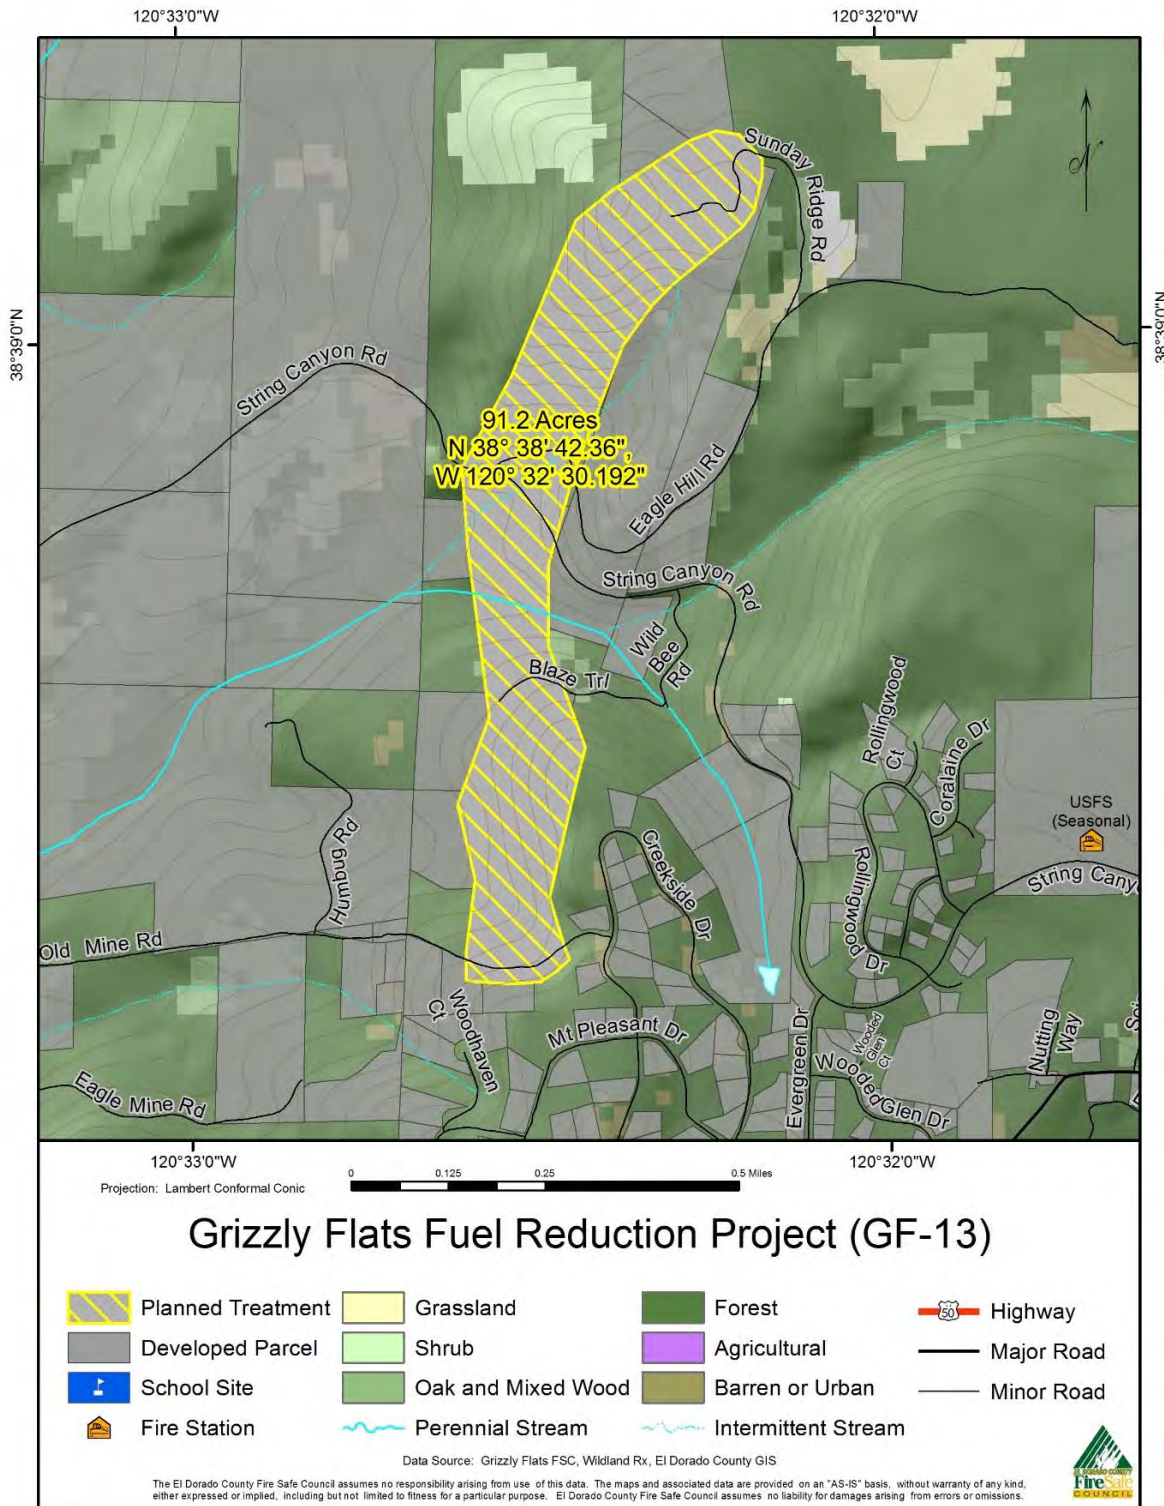 120°33'0"W
120°32'0"W
Sunday Ridge Rd
N
38°39'0"N
38°39'0"N
String Canyon Rd
91.2 Acres
N 38° 38' 42.36",
W 120° 32' 30.192"
Eagle Hill Rd
String Canyon Rd
Wild Bee Rd
Blaze Trl
Rollingwood Ct
Coralaine Dr
USFS
(Seasonal)
Humbug Rd
Creekside Dr
Rollingwood Dr
String Cany
Old Mine Rd
Woodhaven Ct
Mt Pleasant Dr
Evergreen Dr
Wooded Glen Ct
Wooded Glen Dr
Nutting Way
Eagle Mine Rd
120°33'0"W
120°32'0"W
Projection: Lambert Conformal Conic
0 0.125 0.25 0.5 Miles
Grizzly Flats Fuel Reduction Project (GF-13)
Planned Treatment
Grassland
Forest
50 Highway
Developed Parcel
Shrub
Agricultural
Major Road
School Site
Oak and Mixed Wood
Barren or Urban
Minor Road
Fire Station
Perennial Stream
Intermittent Stream
Data Source: Grizzly Flats FSC, Wildland Rx, El Dorado County GIS
The El Dorado County Fire Safe Council assumes no responsibility arising from use of this data. The maps and associated data are provided on an "AS-IS" basis, without warranty of any kind,
either expressed or implied, including but not limited to fitness for a particular purpose. El Dorado County Fire Safe Council assumes no liability for damages arising from errors or omissions.
EL DORADO COUNTY
FireSafe
COUNCIL